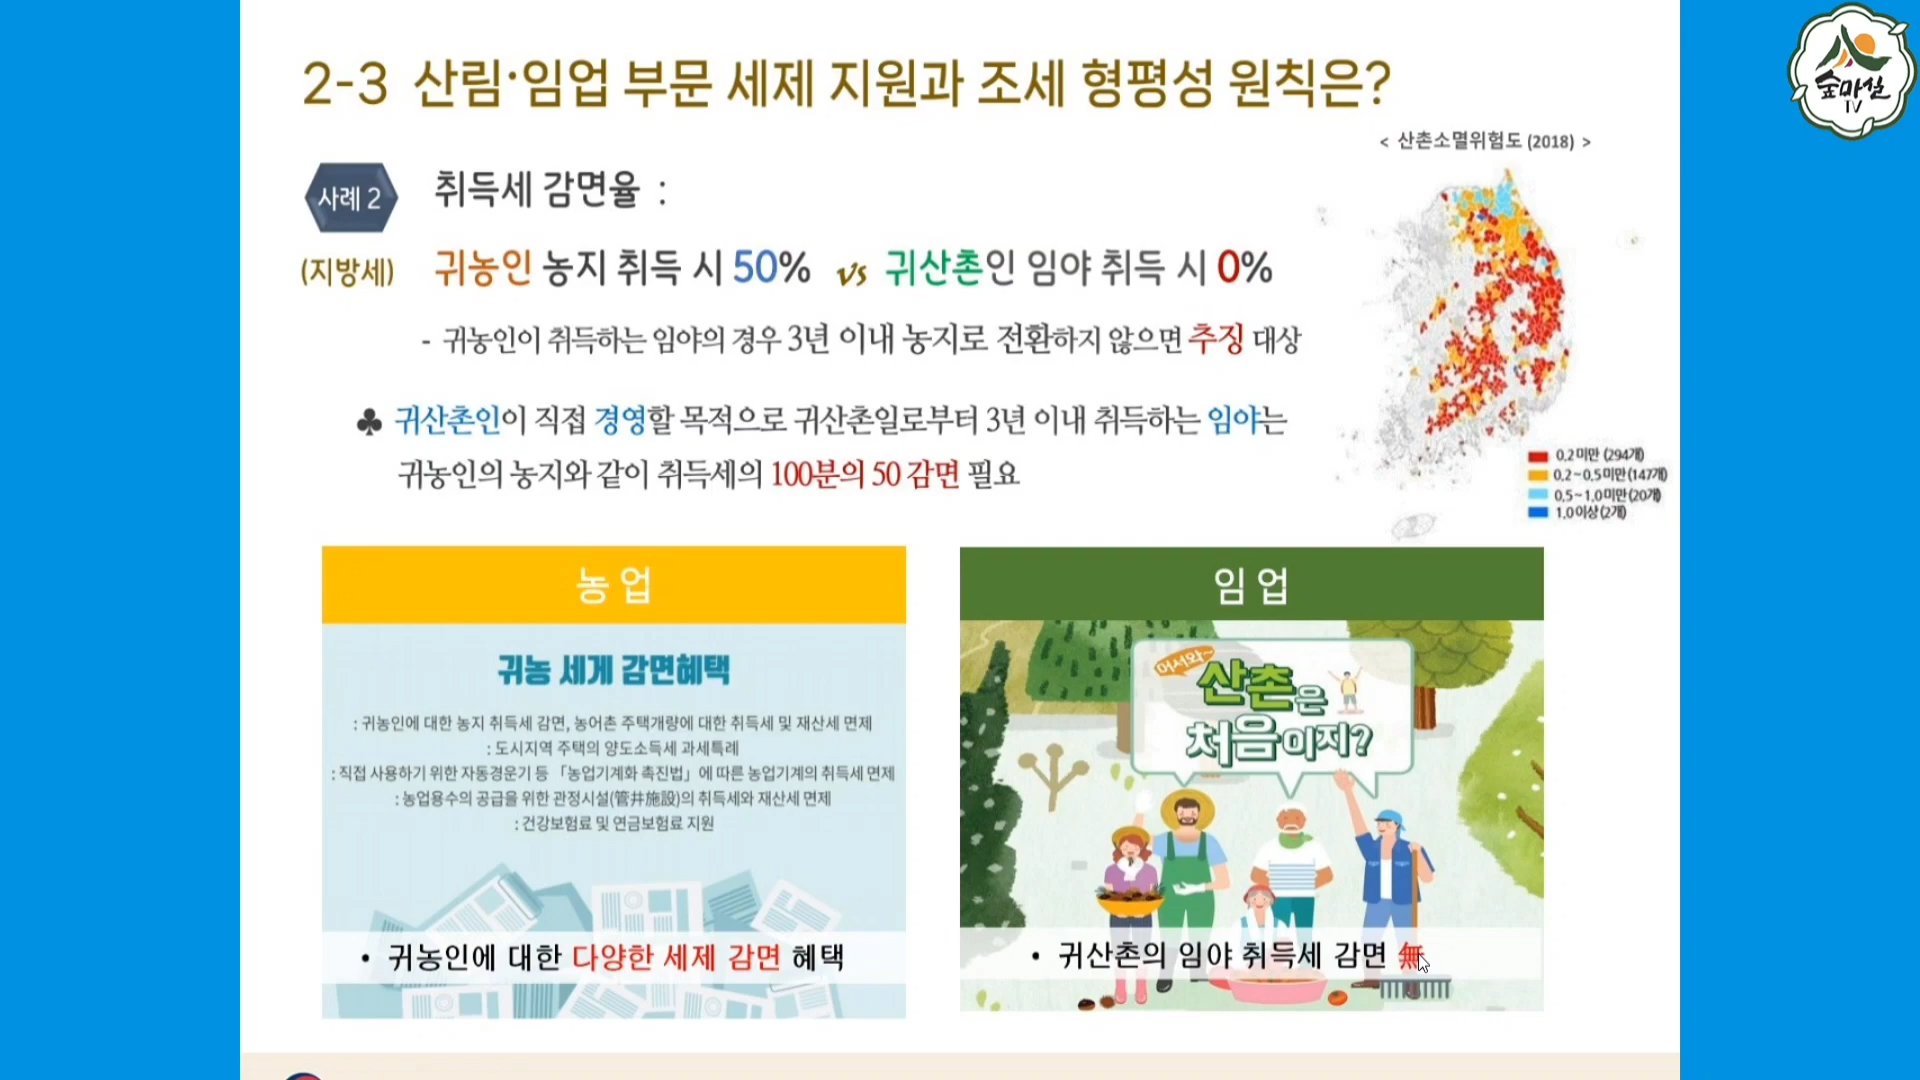 2-3 산림·임업 부문 세제 지원과 조세 형평성 원칙은?
숲마실
TV
< 산촌소멸위험도 (2018) >
사례 2
취득세 감면율 :
(지방세)
귀농인 농지 취득 시 50% vs 귀산촌인 임야 취득 시 0%
- 귀농인이 취득하는 임야의 경우 3년 이내 농지로 전환하지 않으면 추징 대상
♣ 귀산촌인이 직접 경영할 목적으로 귀산촌일로부터 3년 이내 취득하는 임야는
귀농인의 농지와 같이 취득세의 100분의 50 감면 필요
0.2미만 (294개)
0.2~0.5미만(147개)
0.5~1.0미만(20개)
1.0이상(2개)
농 업
귀농 세게 감면혜택
: 귀농인에 대한 농지 취득세 감면, 농어촌 주택개량에 대한 취득세 및 재산세 면제
: 도시지역 주택의 양도소득세 과세특례
: 직접 사용하기 위한 자동경운기 등 「농업기계화 촉진법」에 따른 농업기계의 취득세 면제
: 농업용수의 공급을 위한 관정시설(管井施設)의 취득세와 재산세 면제
: 건강보험료 및 연금보험료 지원
• 귀농인에 대한 다양한 세제 감면 혜택
임 업
어서와~
산촌은
처음이지?
• 귀산촌의 임야 취득세 감면 無